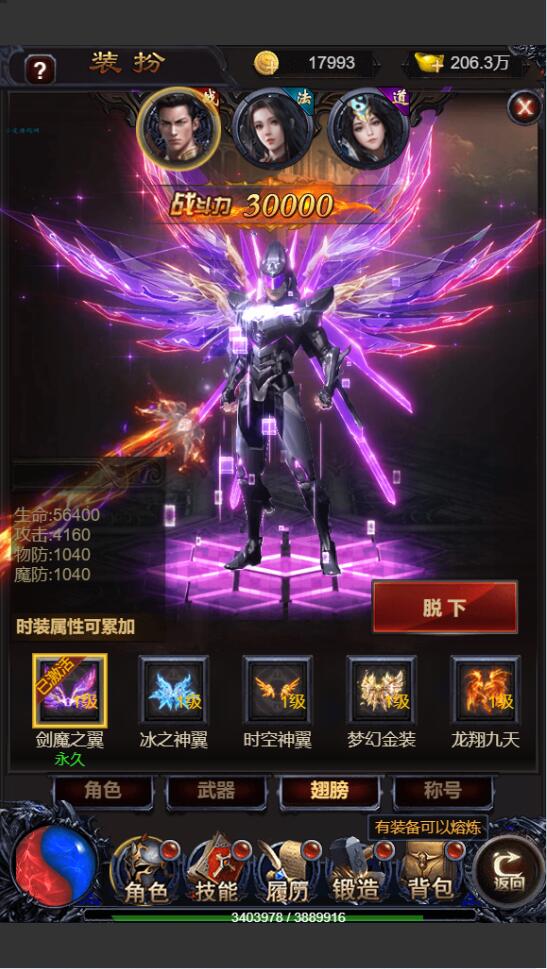 ?
装扮
17993
206.3万
战
法
道
X
战斗力 30000
生命:56400
攻击:4160
物防:1040
魔防:1040
脱下
时装属性可累加
已激活
1级 1级 1级 1级 1级
剑魔之翼 冰之神翼 时空神翼 梦幻金装 龙翔九天
永久
角色 武器 翅膀 称号
有装备可以熔炼
角色 技能 履历 锻造 背包 返回
3403978 / 3889916